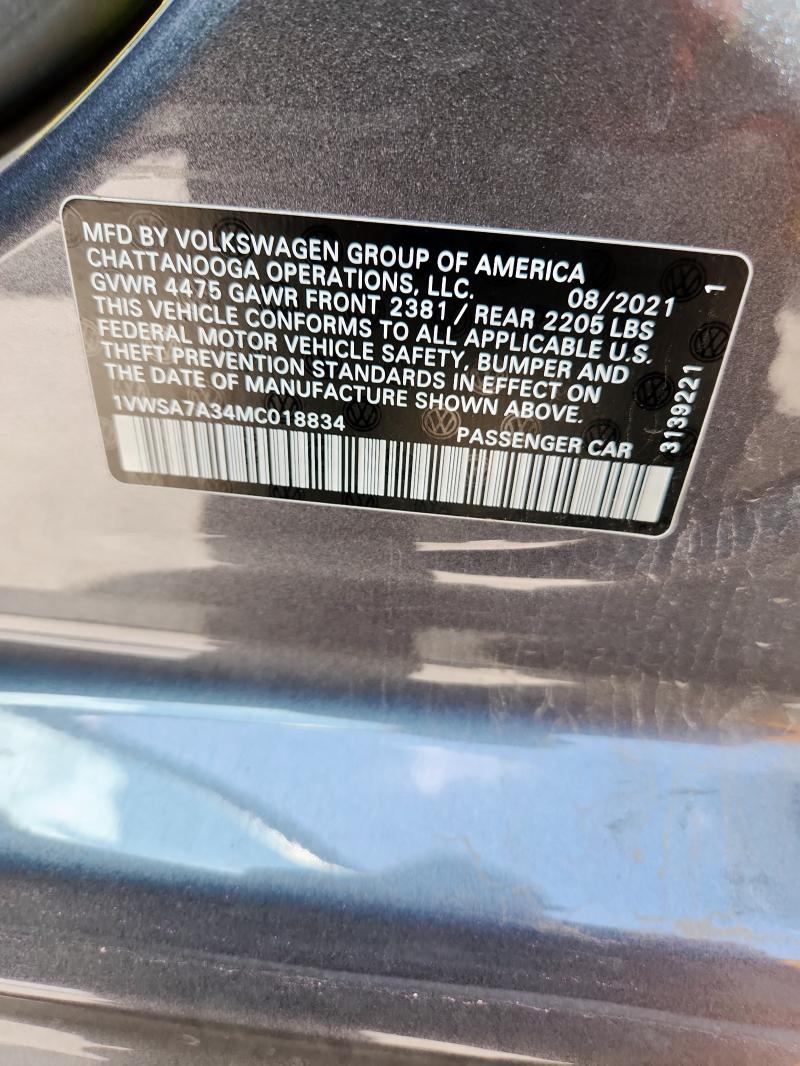 MFD BY VOLKSWAGEN GROUP OF AMERICA
CHATTANOOGA OPERATIONS, LLC. 08/2021
GVWR 4475 GAWR FRONT 2381 / REAR 2205 LBS
THIS VEHICLE CONFORMS TO ALL APPLICABLE U.S.
FEDERAL MOTOR VEHICLE SAFETY, BUMPER AND
THEFT PREVENTION STANDARDS IN EFFECT ON
THE DATE OF MANUFACTURE SHOWN ABOVE.
1VWSA7A34MC018834 PASSENGER CAR
3139221 1